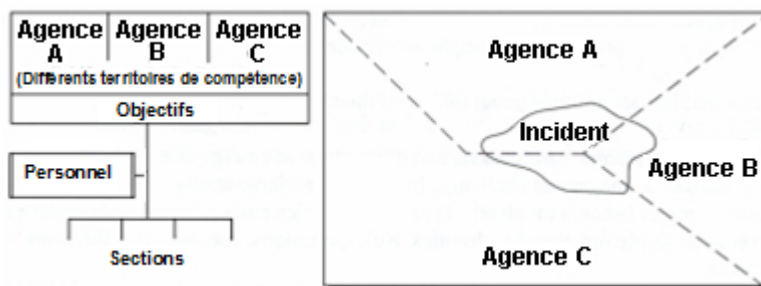 Agence Agence Agence
A B C
(Différents territoires de compétence)
Objectifs
Personnel
Sections
Agence A
Incident
Agence B
Agence C